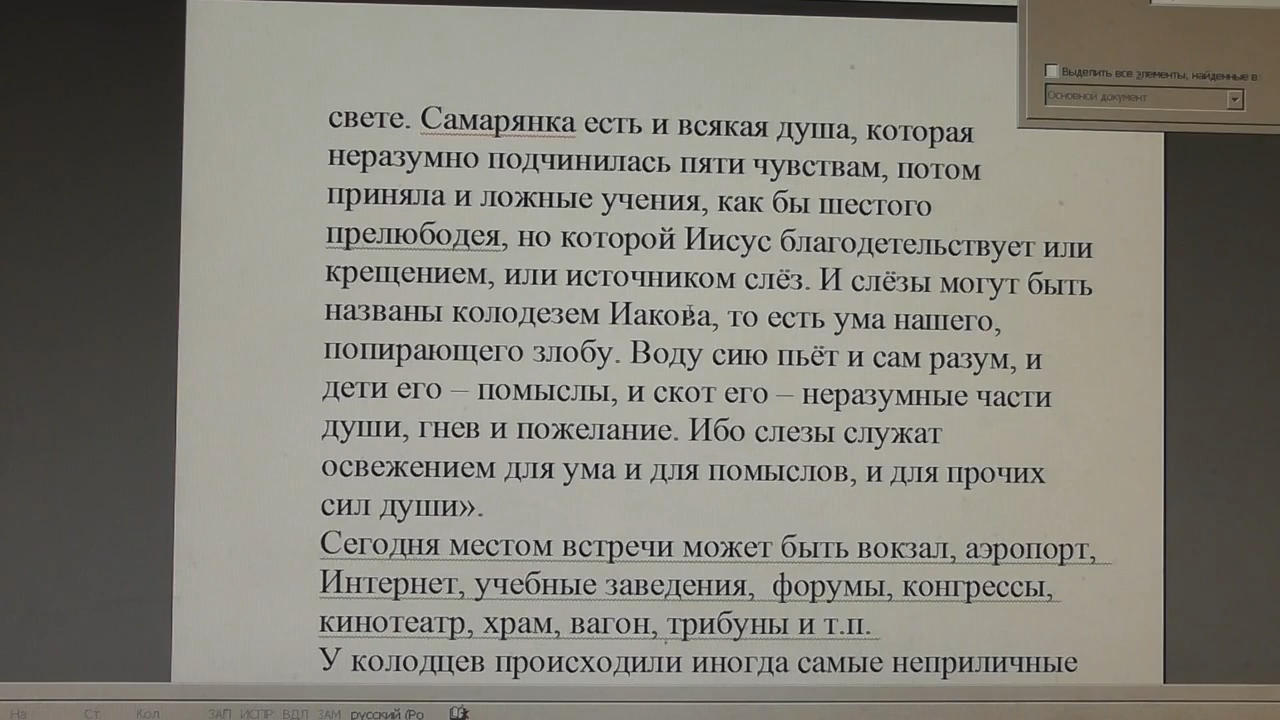 Выделить все элементы, найденные в:
Основной документ
свете. Самарянка есть и всякая душа, которая
неразумно подчинилась пяти чувствам, потом
приняла и ложные учения, как бы шестого
прелюбодея, но которой Иисус благодетельствует или
крещением, или источником слёз. И слёзы могут быть
названы колодезем Иакова, то есть ума нашего,
попирающего злобу. Воду сию пьёт и сам разум, и
дети его – помыслы, и скот его – неразумные части
души, гнев и пожелание. Ибо слезы служат
освежением для ума и для помыслов, и для прочих
сил души».
Сегодня местом встречи может быть вокзал, аэропорт,
Интернет, учебные заведения, форумы, конгрессы,
кинотеатр, храм, вагон, трибуны и т.п.
У колодцев происходили иногда самые неприличные
На Ст Кол ЗАП ИСПР ВДЛ ЗАМ русский (Ро